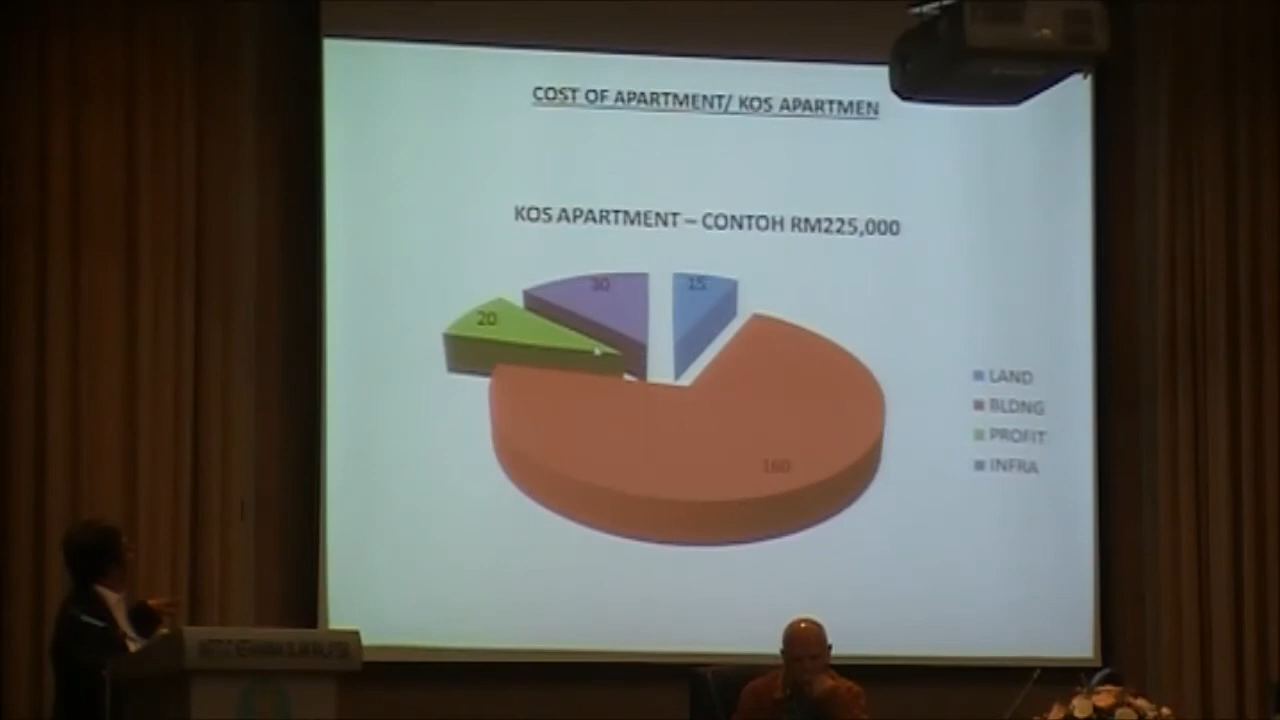 COST OF APARTMENT/ KOS APARTMEN
KOS APARTMENT – CONTOH RM225,000
30
15
20
160
LAND
BLDNG
PROFIT
INFRA